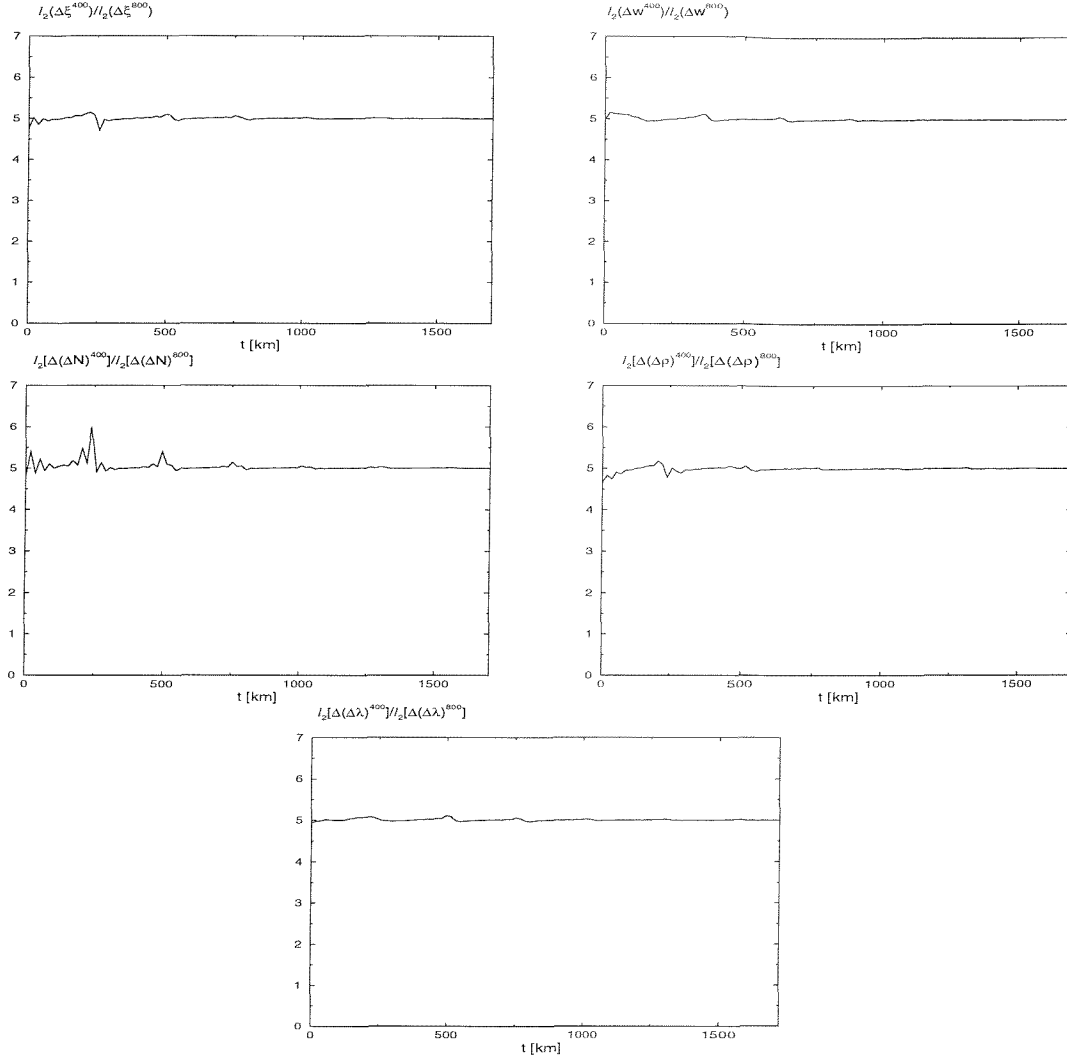 l₂(Δξ⁴⁰⁰)/l₂(Δξ⁸⁰⁰)
7
6
5
4
3
2
1
0
0 500 1000 1500
t [km]
l₂(Δw⁴⁰⁰)/l₂(Δw⁸⁰⁰)
7
6
5
4
3
2
1
0
0 500 1000 1500
t [km]
l₂[Δ(ΔN)⁴⁰⁰]/l₂[Δ(ΔN)⁸⁰⁰]
7
6
5
4
3
2
1
0
0 500 1000 1500
t [km]
l₂[Δ(Δρ)⁴⁰⁰]/l₂[Δ(Δρ)⁸⁰⁰]
7
6
5
4
3
2
1
0
0 500 1000 1500
t [km]
l₂[Δ(Δλ)⁴⁰⁰]/l₂[Δ(Δλ)⁸⁰⁰]
7
6
5
4
3
2
1
0
0 500 1000 1500
t [km]